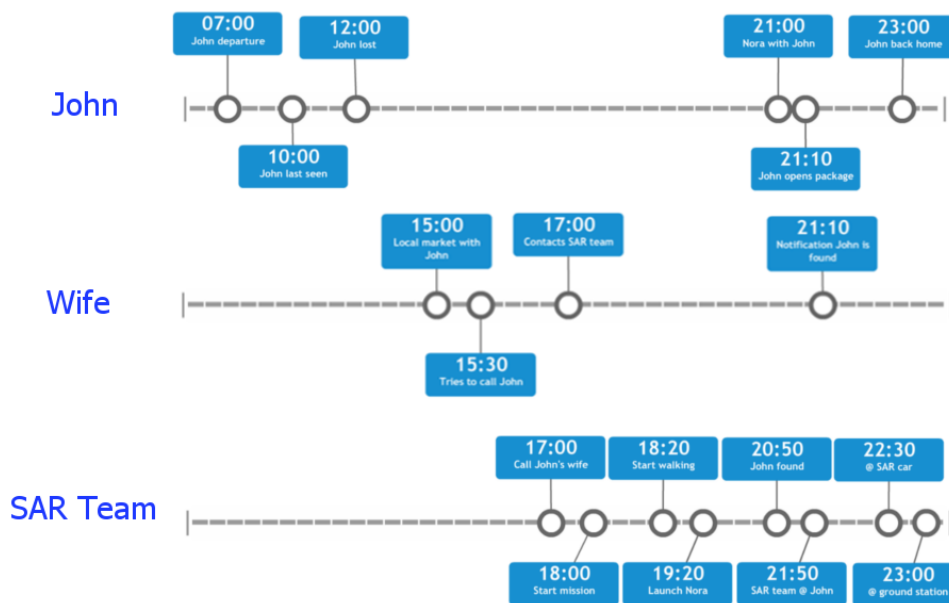 07:00
John departure
12:00
John lost
21:00
Nora with John
23:00
John back home
John
10:00
John last seen
21:10
John opens package
15:00
Local market with
John
17:00
Contacts SAR team
21:10
Notification John is
found
Wife
15:30
Tries to call John
17:00
Call John's wife
18:20
Start walking
20:50
John found
22:30
@ SAR car
SAR Team
18:00
Start mission
19:20
Launch Nora
21:50
SAR team @ John
23:00
@ ground station